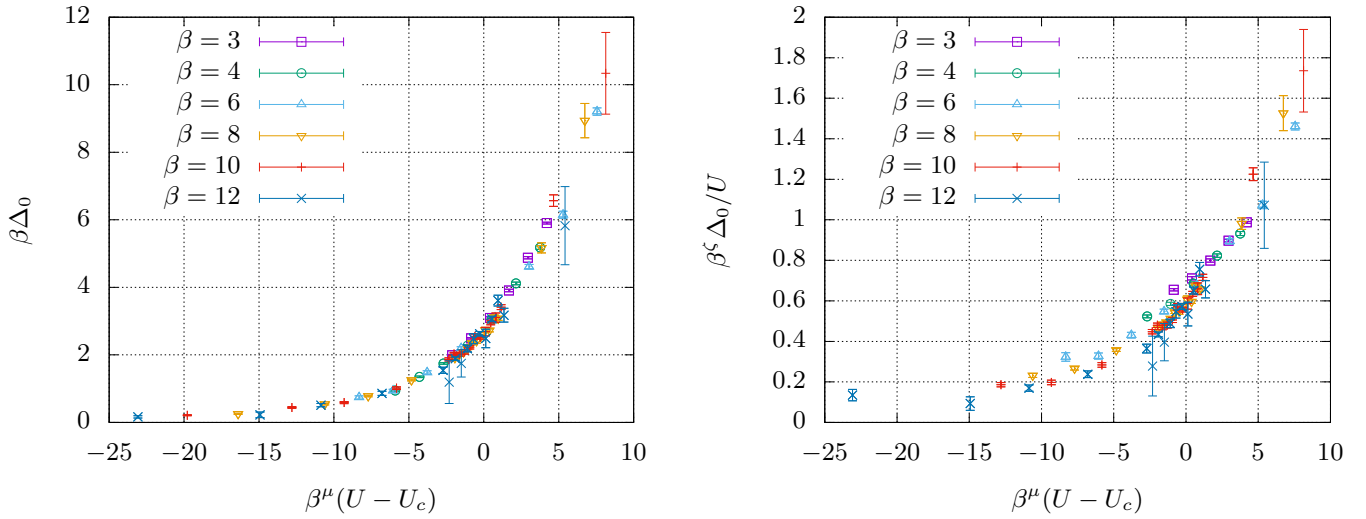 12
10
8
6
4
2
0
βΔ₀
β = 3
β = 4
β = 6
β = 8
β = 10
β = 12
−25 −20 −15 −10 −5 0 5 10
β^μ(U − U_c)
2
1.8
1.6
1.4
1.2
1
0.8
0.6
0.4
0.2
0
β^ζ Δ₀/U
β = 3
β = 4
β = 6
β = 8
β = 10
β = 12
−25 −20 −15 −10 −5 0 5 10
β^μ(U − U_c)